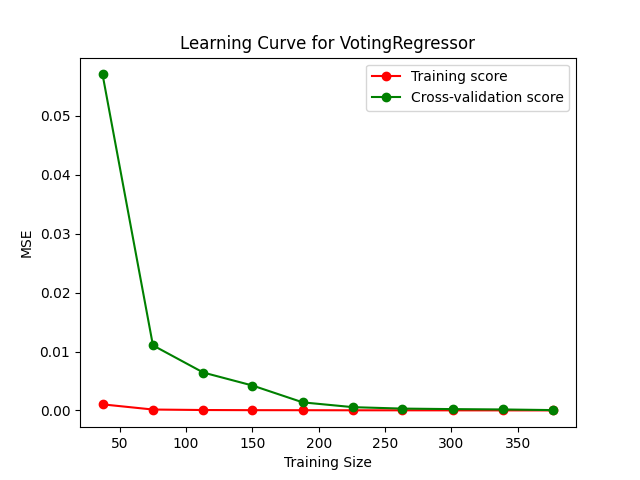 Learning Curve for VotingRegressor
Training score
Cross-validation score
MSE
0.05
0.04
0.03
0.02
0.01
0.00
50
100
150
200
250
300
350
Training Size